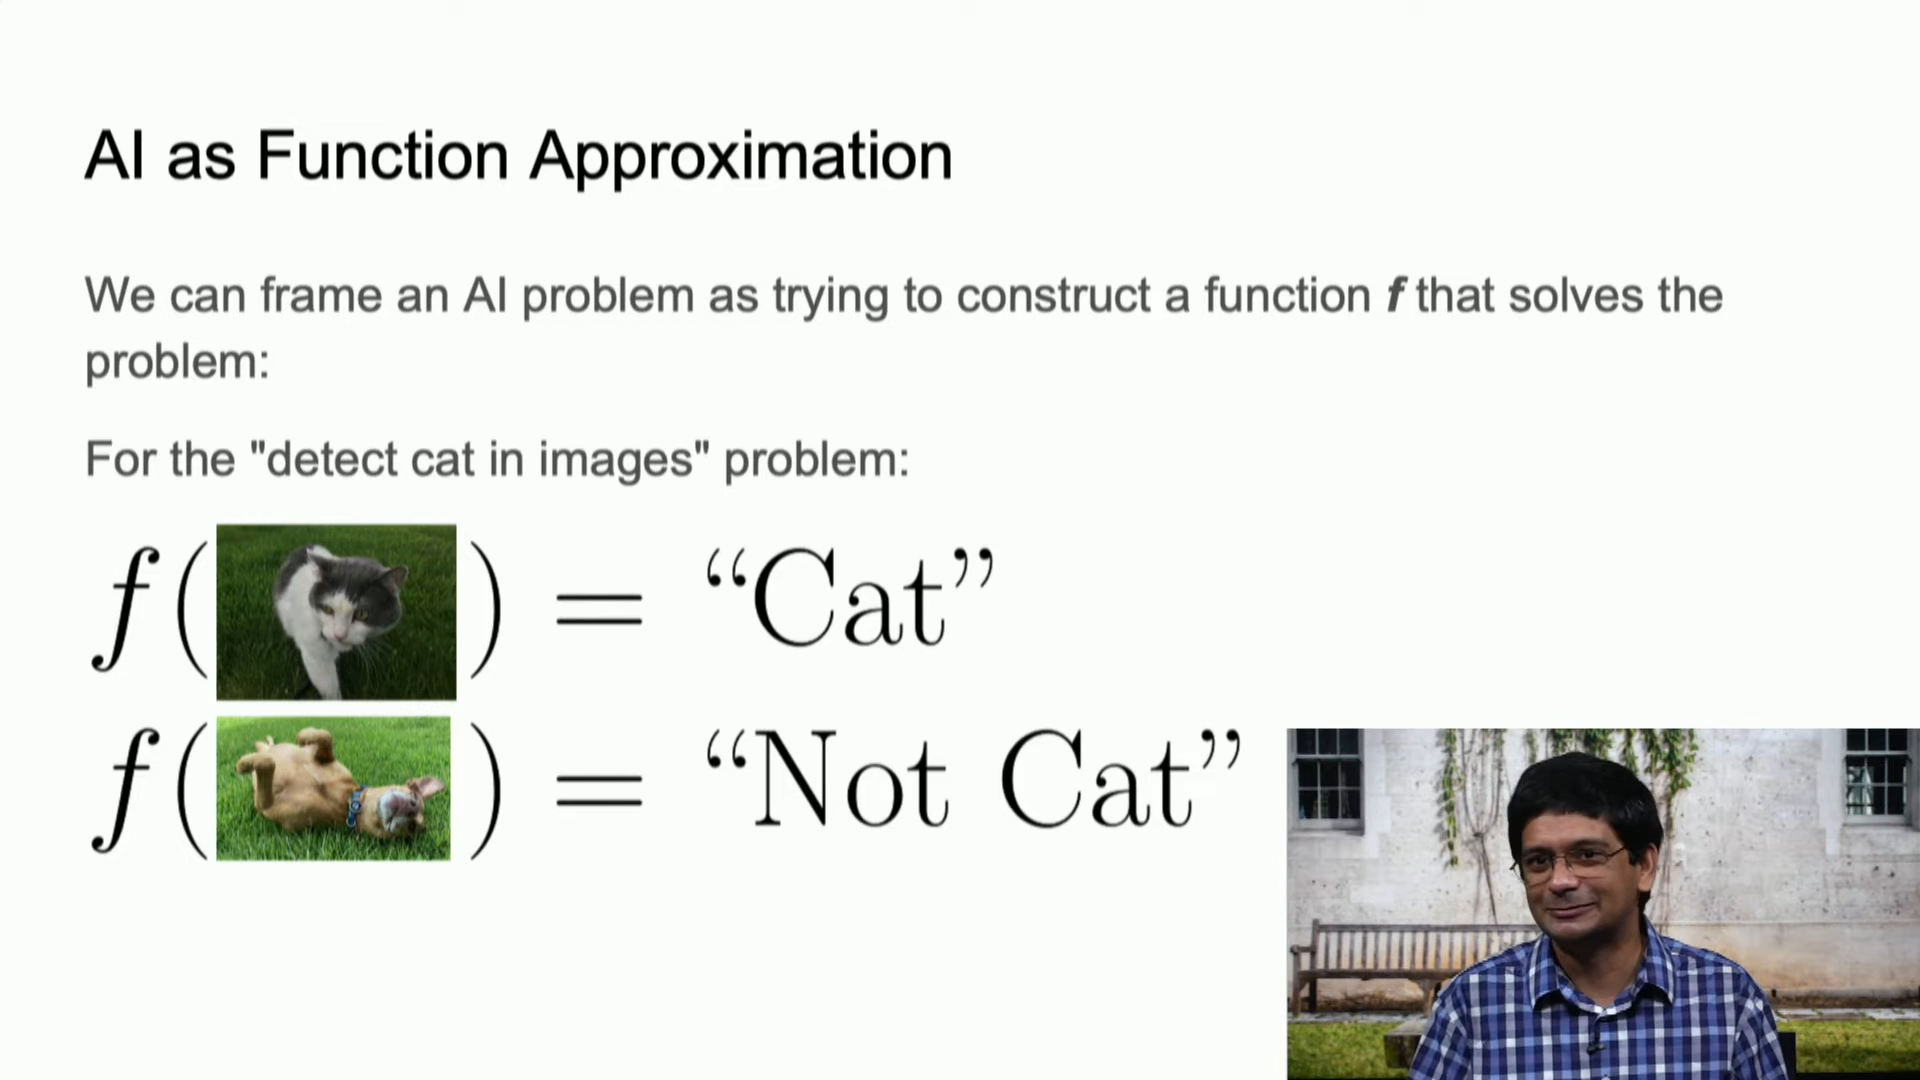 AI as Function Approximation
We can frame an AI problem as trying to construct a function f that solves the
problem:
For the "detect cat in images" problem:
f( ) = “Cat”
f( ) = “Not Cat”